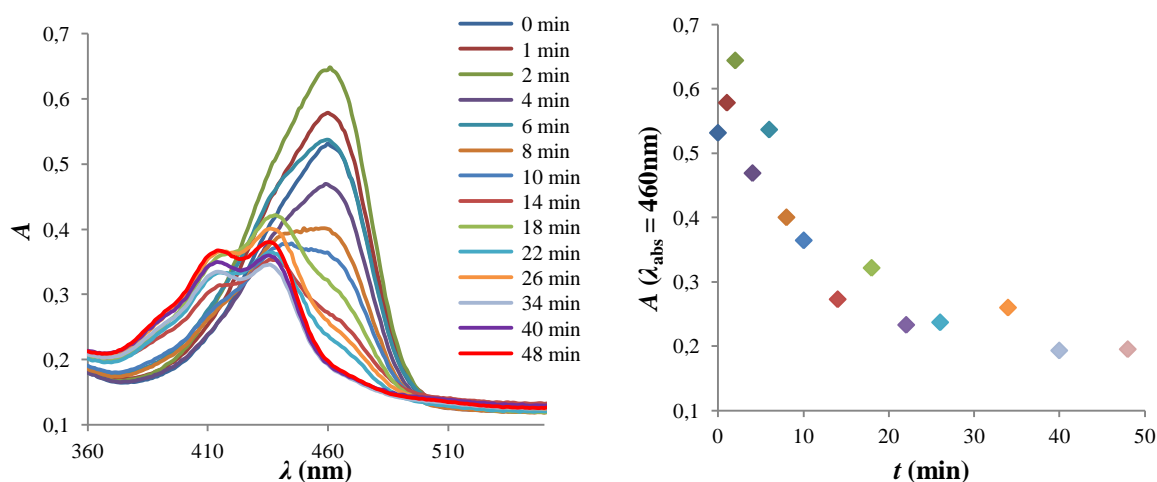 0,7
0,6
0,5
0,4
0,3
0,2
0,1
A
360
410
460
510
λ (nm)
0 min
1 min
2 min
4 min
6 min
8 min
10 min
14 min
18 min
22 min
26 min
34 min
40 min
48 min
0,7
0,6
0,5
0,4
0,3
0,2
0,1
A (λabs = 460nm)
0
10
20
30
40
50
t (min)